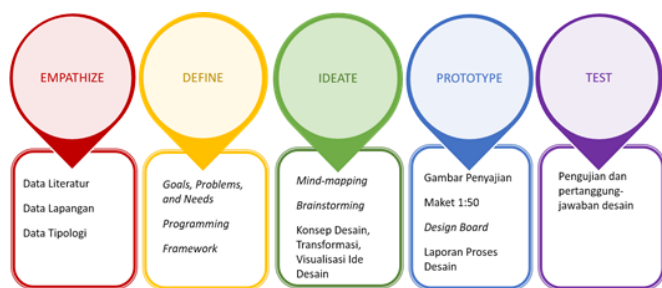 EMPATHIZE
DEFINE
IDEATE
PROTOTYPE
TEST
Data Literatur
Data Lapangan
Data Tipologi
Goals, Problems,
and Needs
Programming
Framework
Mind-mapping
Brainstorming
Konsep Desain,
Transformasi,
Visualisasi Ide
Desain
Gambar Penyajian
Maket 1:50
Design Board
Laporan Proses
Desain
Pengujian dan
pertanggung-
jawaban desain